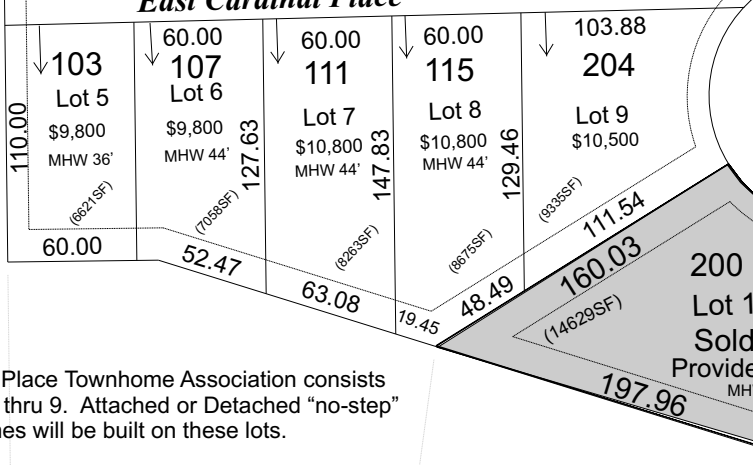 East Cardinal Place
60.00
60.00
60.00
103.88
103
107
111
115
204
Lot 5
Lot 6
Lot 7
Lot 8
Lot 9
$9,800
$9,800
$10,800
$10,800
$10,500
MHW 36'
MHW 44'
MHW 44'
MHW 44'
110.00
127.63
147.83
129.46
(6621SF)
(7058SF)
(8263SF)
(8675SF)
(9335SF)
60.00
52.47
63.08
19.45
48.49
111.54
160.03
200
Lot 1
Sold
Provide
MH
(14629SF)
197.96
Place Townhome Association consists
thru 9. Attached or Detached “no-step”
nes will be built on these lots.